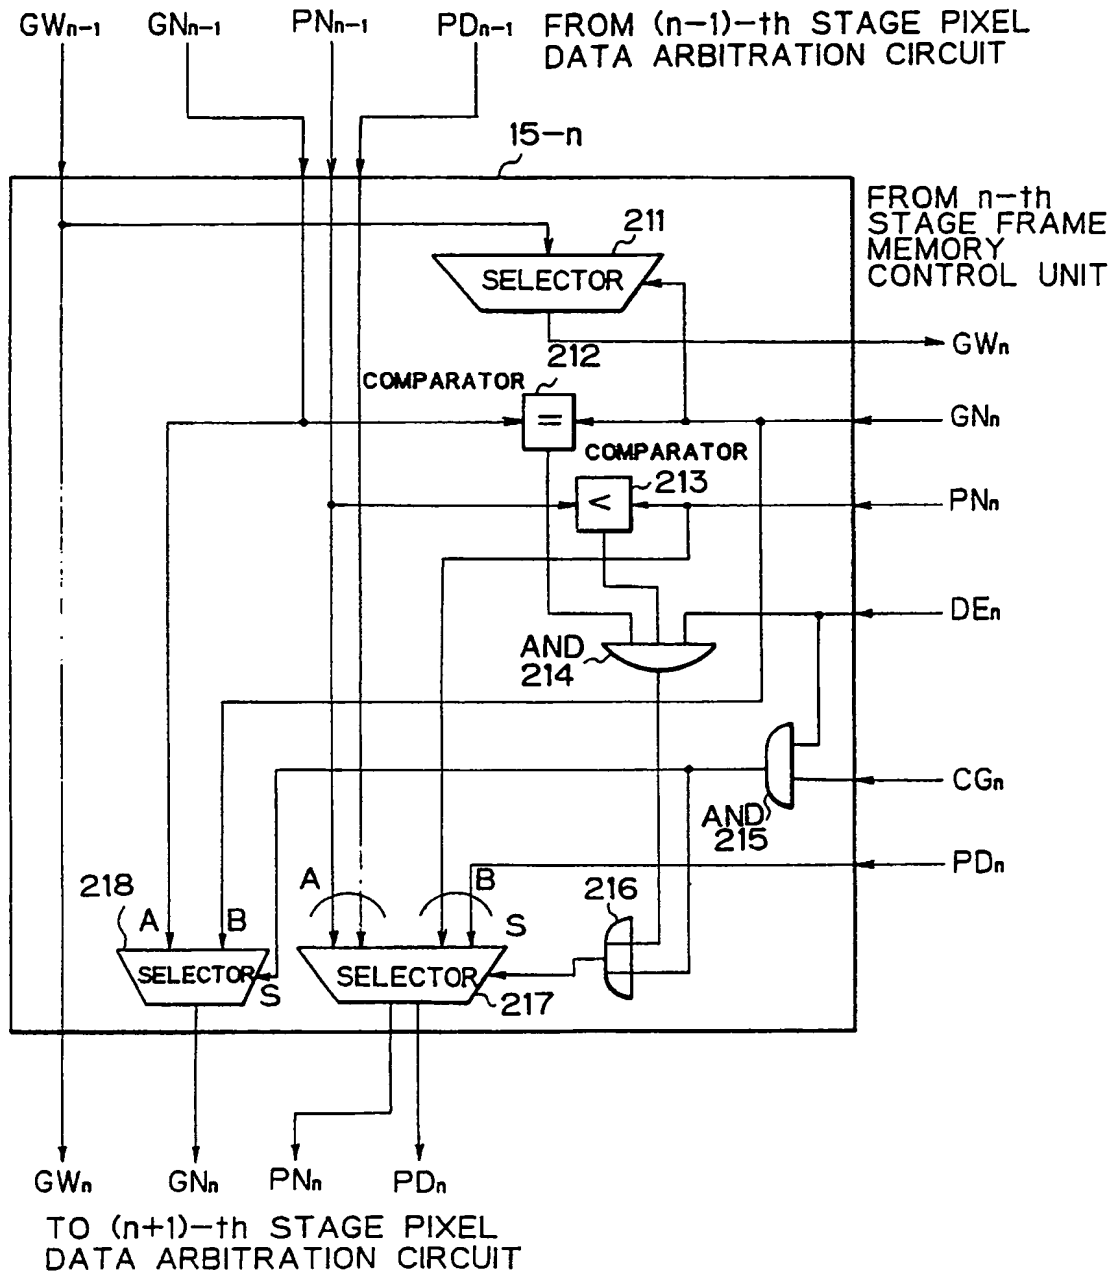 GWn-1 GNn-1 PNn-1 PDn-1 FROM (n-1)-th STAGE PIXEL
DATA ARBITRATION CIRCUIT
15-n
FROM n-th
STAGE FRAME
MEMORY
CONTROL UNIT
211
SELECTOR
GWn
212
COMPARATOR
=
GNn
COMPARATOR
213
<
PNn
DEn
AND
214
CGn
AND
215
PDn
218
A
B
SELECTOR
S
A
B
S
SELECTOR
217
216
GWn GNn PNn PDn
TO (n+1)-th STAGE PIXEL
DATA ARBITRATION CIRCUIT